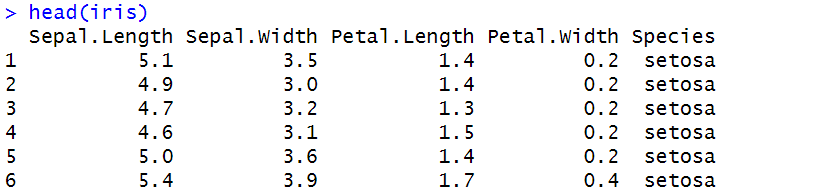 > head(iris)
  Sepal.Length Sepal.Width Petal.Length Petal.Width Species
1          5.1         3.5          1.4         0.2  setosa
2          4.9         3.0          1.4         0.2  setosa
3          4.7         3.2          1.3         0.2  setosa
4          4.6         3.1          1.5         0.2  setosa
5          5.0         3.6          1.4         0.2  setosa
6          5.4         3.9          1.7         0.4  setosa